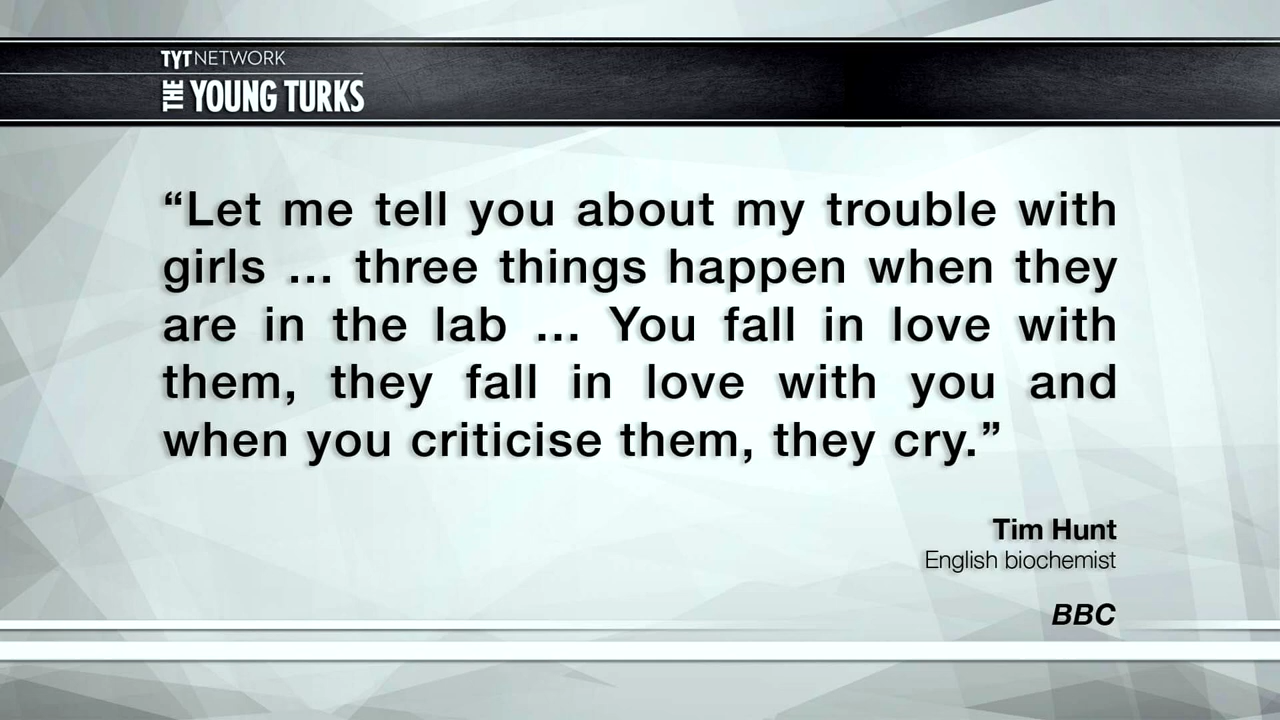 TYT NETWORK
THE YOUNG TURKS
“Let me tell you about my trouble with
girls ... three things happen when they
are in the lab ... You fall in love with
them, they fall in love with you and
when you criticise them, they cry.”
Tim Hunt
English biochemist
BBC